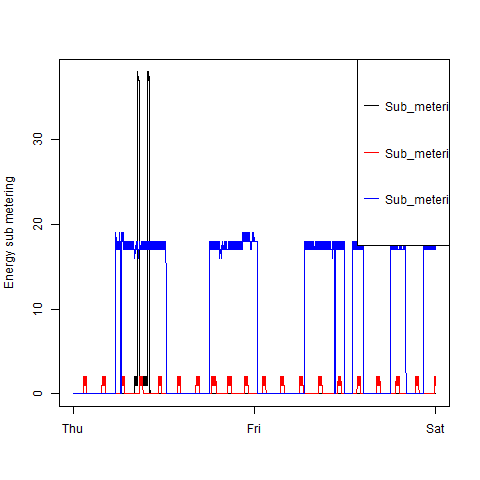 Energy sub metering
30
20
10
0
Thu
Fri
Sat
Sub_meteri
Sub_meteri
Sub_meteri